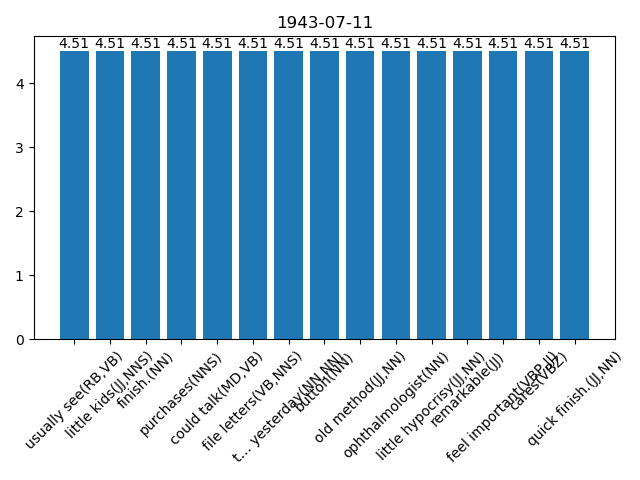 1943-07-11
4.51 4.51 4.51 4.51 4.51 4.51 4.51 4.51 4.51 4.51 4.51 4.51 4.51 4.51 4.51
4
3
2
1
0
usually see(RB,VB)
little kids(JJ,NNS)
finish.(NN)
purchases(NNS)
could talk(MD,VB)
file letters(VB,NNS)
t... yesterday(NN,NN)
button(NN)
old method(JJ,NN)
ophthalmologist(NN)
little hypocrisy(JJ,NN)
remarkable(JJ)
feel important(VBP,JJ)
cares(VBZ)
quick finish.(JJ,NN)